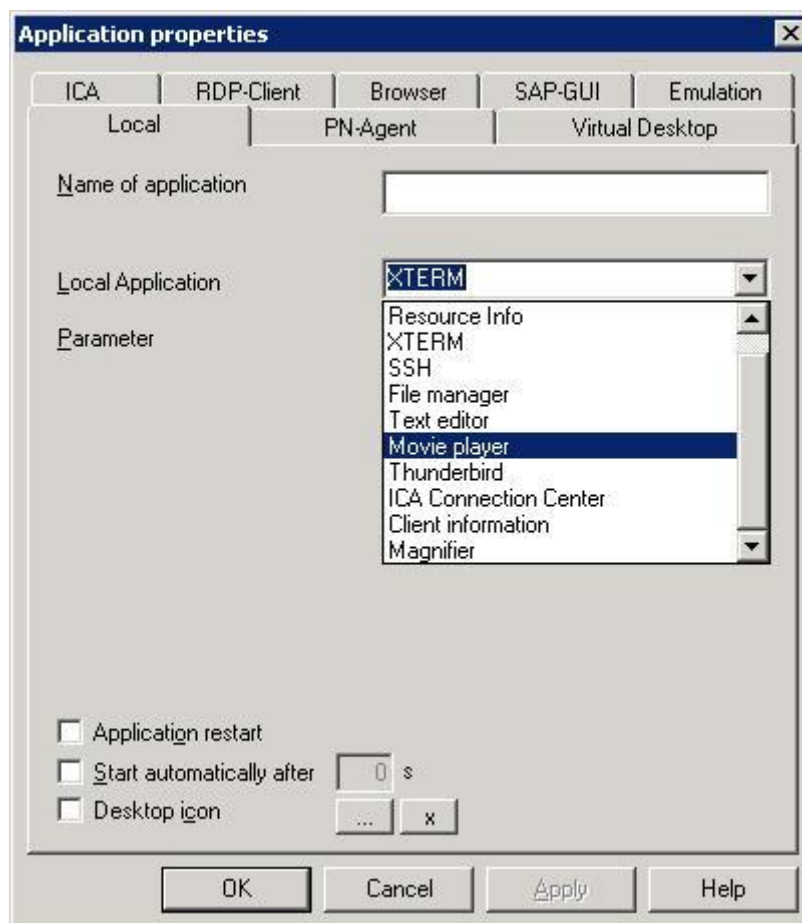 Application properties
ICA RDP-Client Browser SAP-GUI Emulation
Local PN-Agent Virtual Desktop
Name of application
Local Application XTERM
Parameter
Resource Info
XTERM
SSH
File manager
Text editor
Movie player
Thunderbird
ICA Connection Center
Client information
Magnifier
Application restart
Start automatically after 0 s
Desktop icon ... x
OK Cancel Apply Help